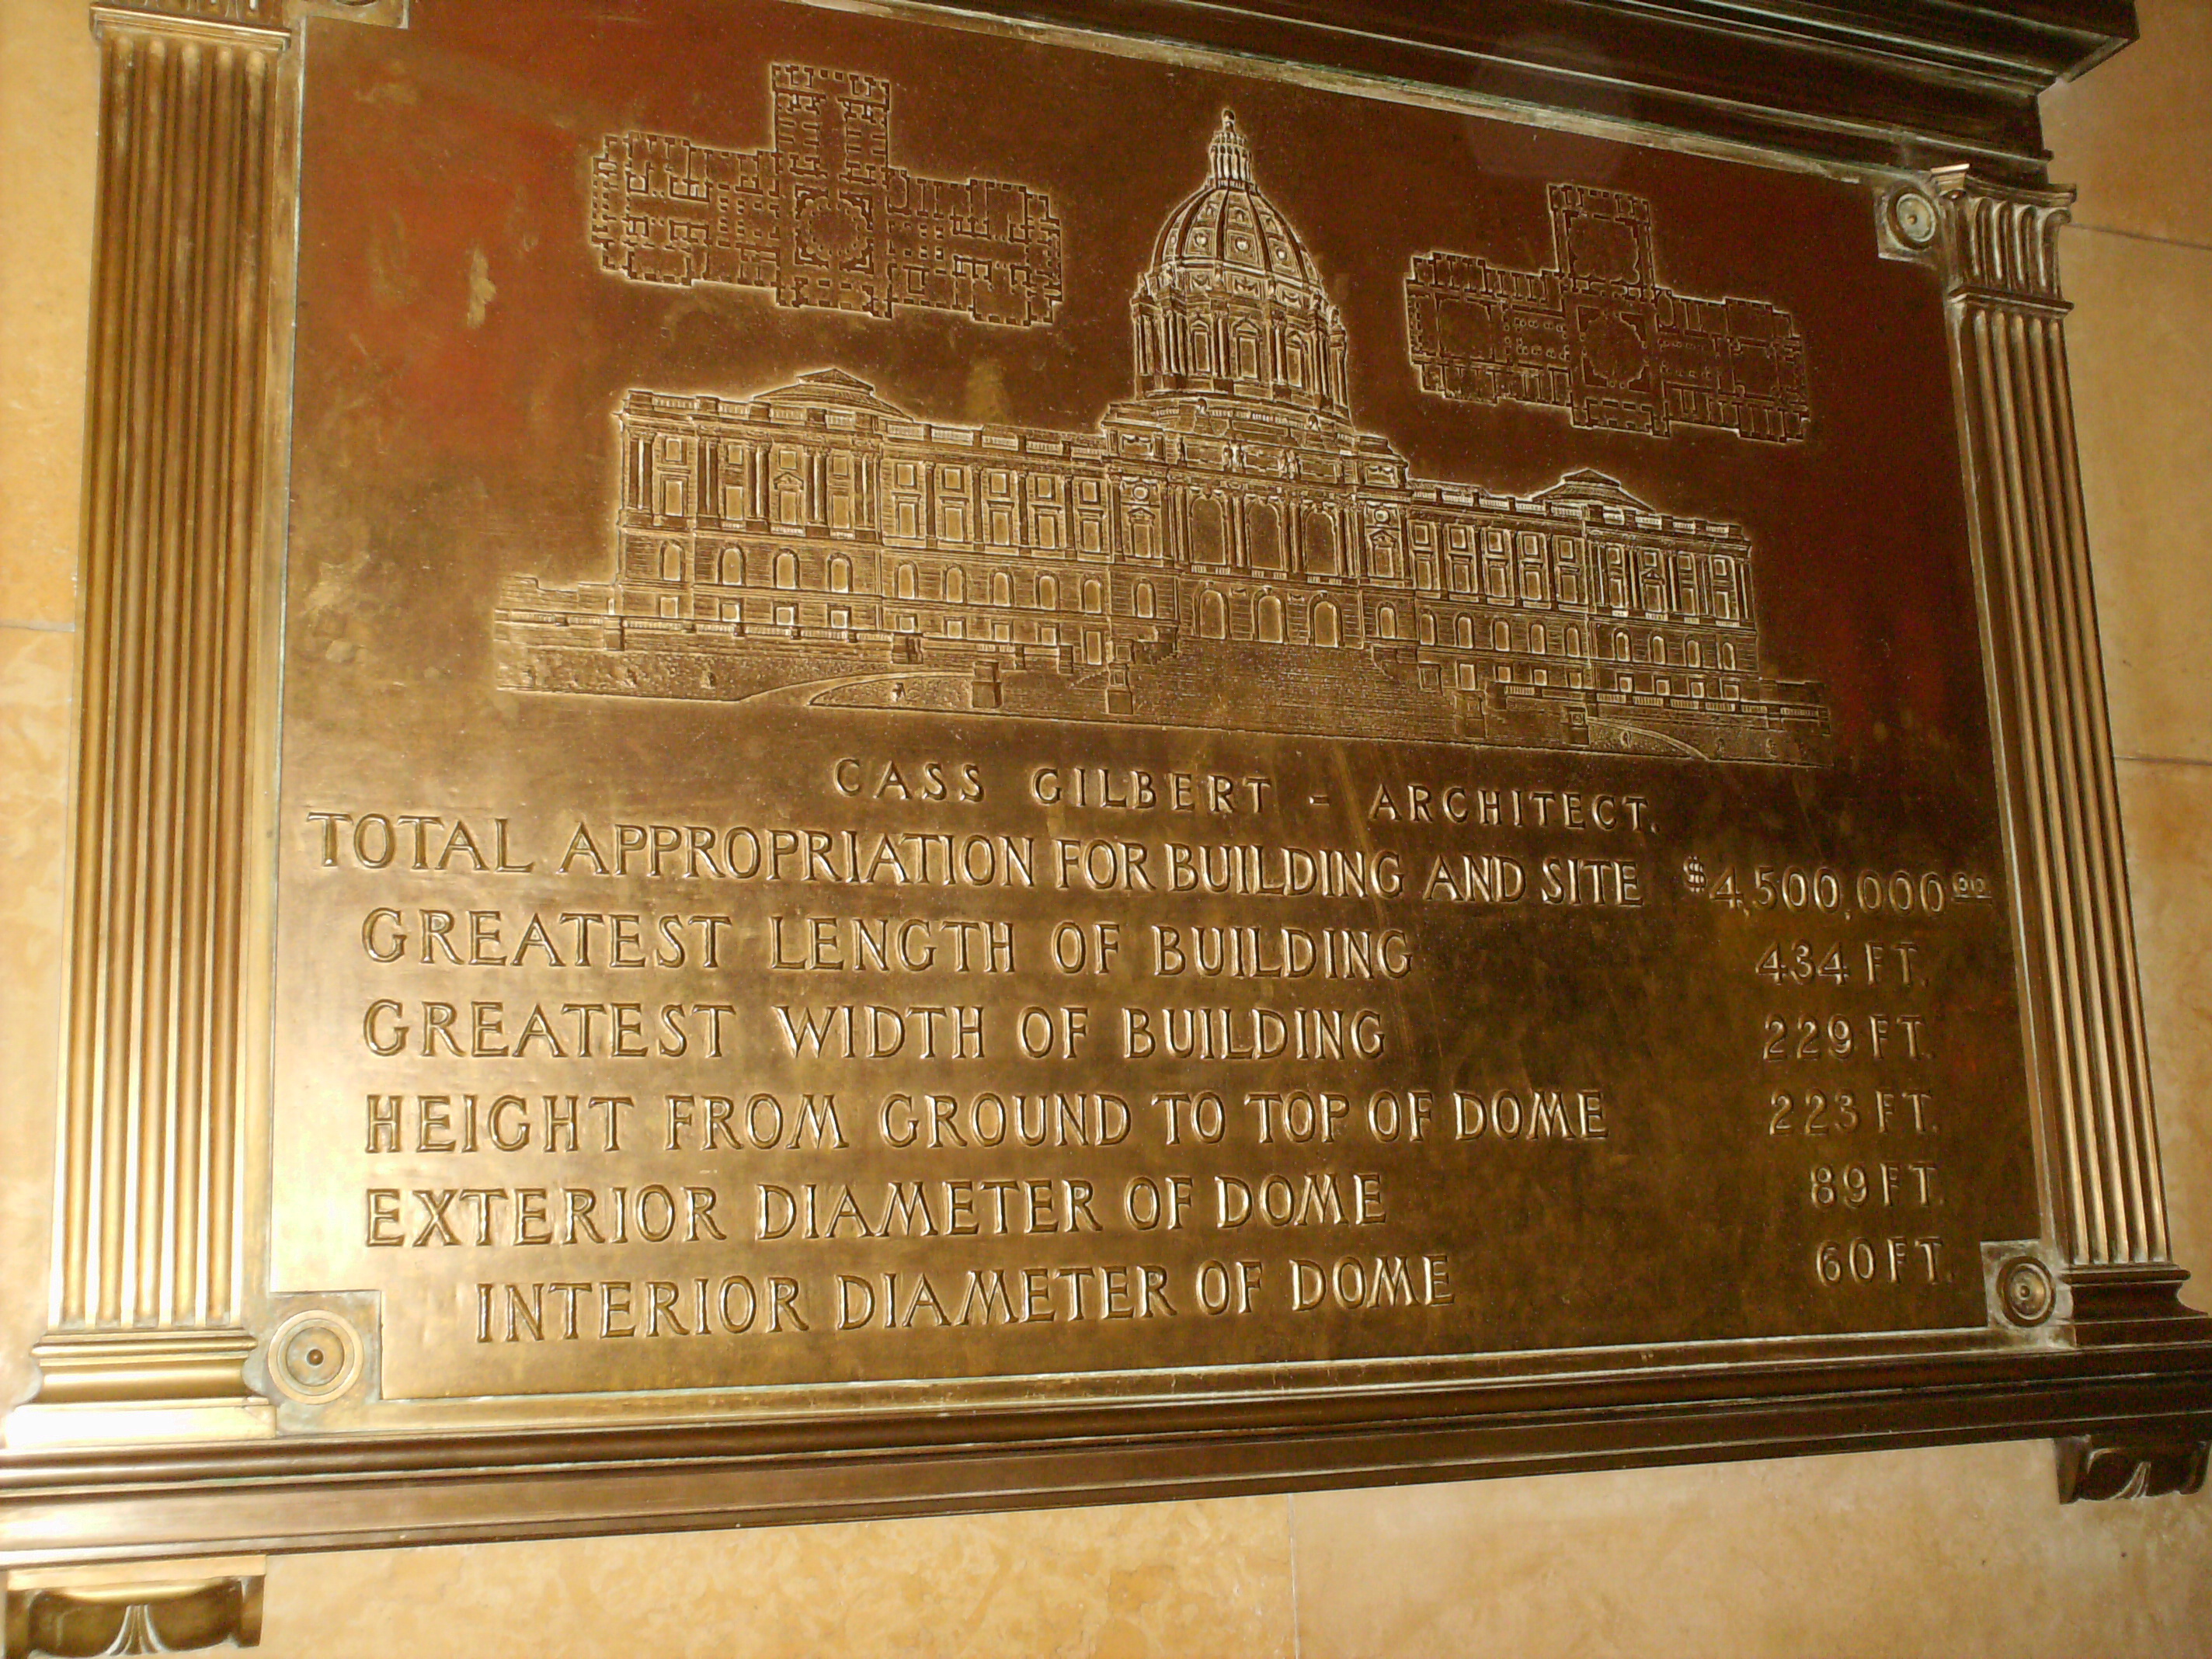 CASS GILBERT - ARCHITECT.
TOTAL APPROPRIATION FOR BUILDING AND SITE $4,500,000.00
GREATEST LENGTH OF BUILDING 434 FT.
GREATEST WIDTH OF BUILDING 229 FT.
HEIGHT FROM GROUND TO TOP OF DOME 223 FT.
EXTERIOR DIAMETER OF DOME 89 FT.
INTERIOR DIAMETER OF DOME 60 FT.